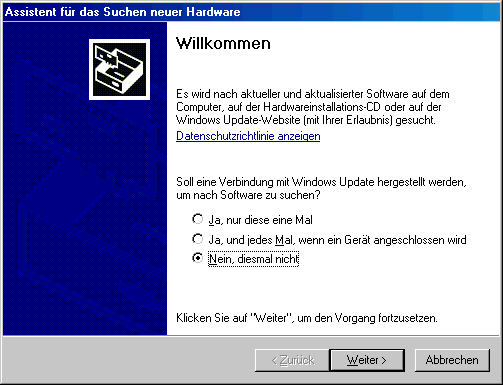 Assistent für das Suchen neuer Hardware
Willkommen
Es wird nach aktueller und aktualisierter Software auf dem
Computer, auf der Hardwareinstallations-CD oder auf der
Windows Update-Website (mit Ihrer Erlaubnis) gesucht.
Datenschutzrichtlinie anzeigen
Soll eine Verbindung mit Windows Update hergestellt werden,
um nach Software zu suchen?
Ja, nur diese eine Mal
Ja, und jedes Mal, wenn ein Gerät angeschlossen wird
Nein, diesmal nicht
Klicken Sie auf "Weiter", um den Vorgang fortzusetzen.
< Zurück Weiter > Abbrechen